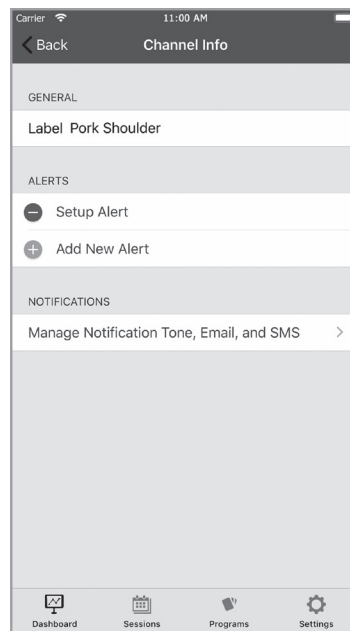 Carrier 11:00 AM
Back Channel Info
GENERAL
Label Pork Shoulder
ALERTS
Setup Alert
Add New Alert
NOTIFICATIONS
Manage Notification Tone, Email, and SMS
Dashboard Sessions Programs Settings